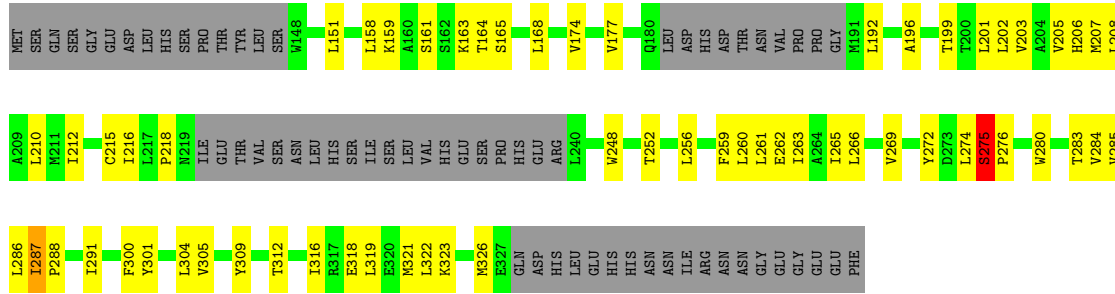 MET SER GLN SER GLY GLU ASP LEU HIS SER PRO THR TYR LEU SER W148 L151 L158 K159 A160 S161 S162 K163 T164 S165 L168 V174 V177 Q180 LEU ASP HIS ASP THR ASN VAL PRO PRO GLY M191 L192 A196 T199 T200 L201 L202 V203 A204 V205 H206 M207 L208
A209 L210 M211 I212 C215 I216 L217 P218 N219 ILE GLU THR VAL SER ASN LEU HIS SER ILE SER LEU VAL HIS GLU SER PRO HIS GLU ARG L240 W248 T252 L256 F259 L260 L261 E262 I263 A264 I265 L266 V269 Y272 D273 L274 S275 P276 W280 T283 V284 V285
L286 I287 P288 I291 F300 Y301 L304 V305 Y309 T312 I316 R317 E318 L319 E320 M321 L322 K323 M326 E327 GLN ASP HIS LEU GLU HIS HIS ASN ASN ILE ARG ASN ASN GLY GLU GLY GLU GLU PHE